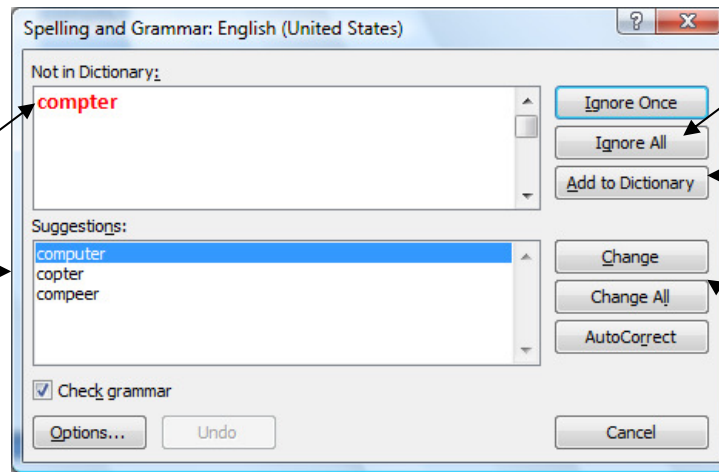 Spelling and Grammar: English (United States)
Not in Dictionary:
compter
Ignore Once
Ignore All
Add to Dictionary
Suggestions:
computer
copter
compeer
Change
Change All
AutoCorrect
Check grammar
Options...
Undo
Cancel